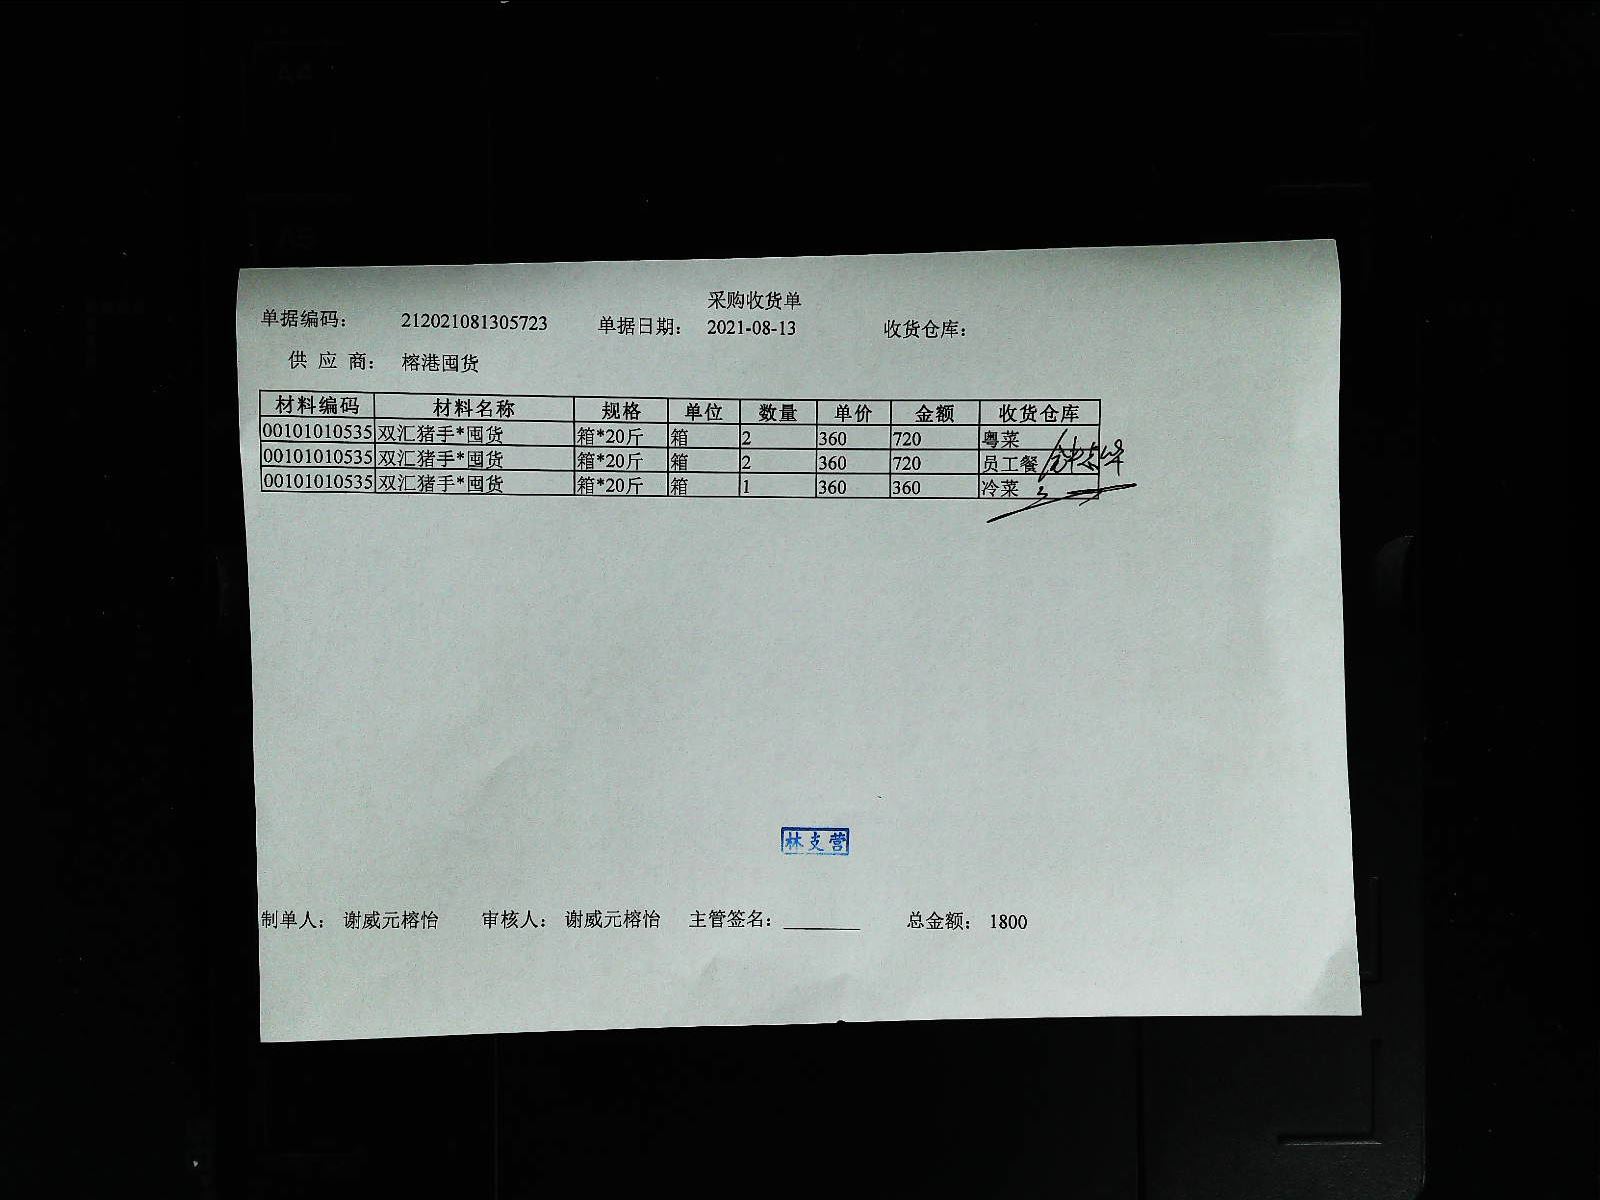 采购收货单
单据编码： 212021081305723 单据日期： 2021-08-13 收货仓库：
供 应 商： 榕港囤货
材料编码 材料名称 规格 单位 数量 单价 金额 收货仓库
00101010535 双汇猪手*囤货 箱*20斤 箱 2 360 720 粤菜
00101010535 双汇猪手*囤货 箱*20斤 箱 2 360 720 员工餐
00101010535 双汇猪手*囤货 箱*20斤 箱 1 360 360 冷菜
林支营
制单人： 谢威元榕怡 审核人： 谢威元榕怡 主管签名： 总金额： 1800